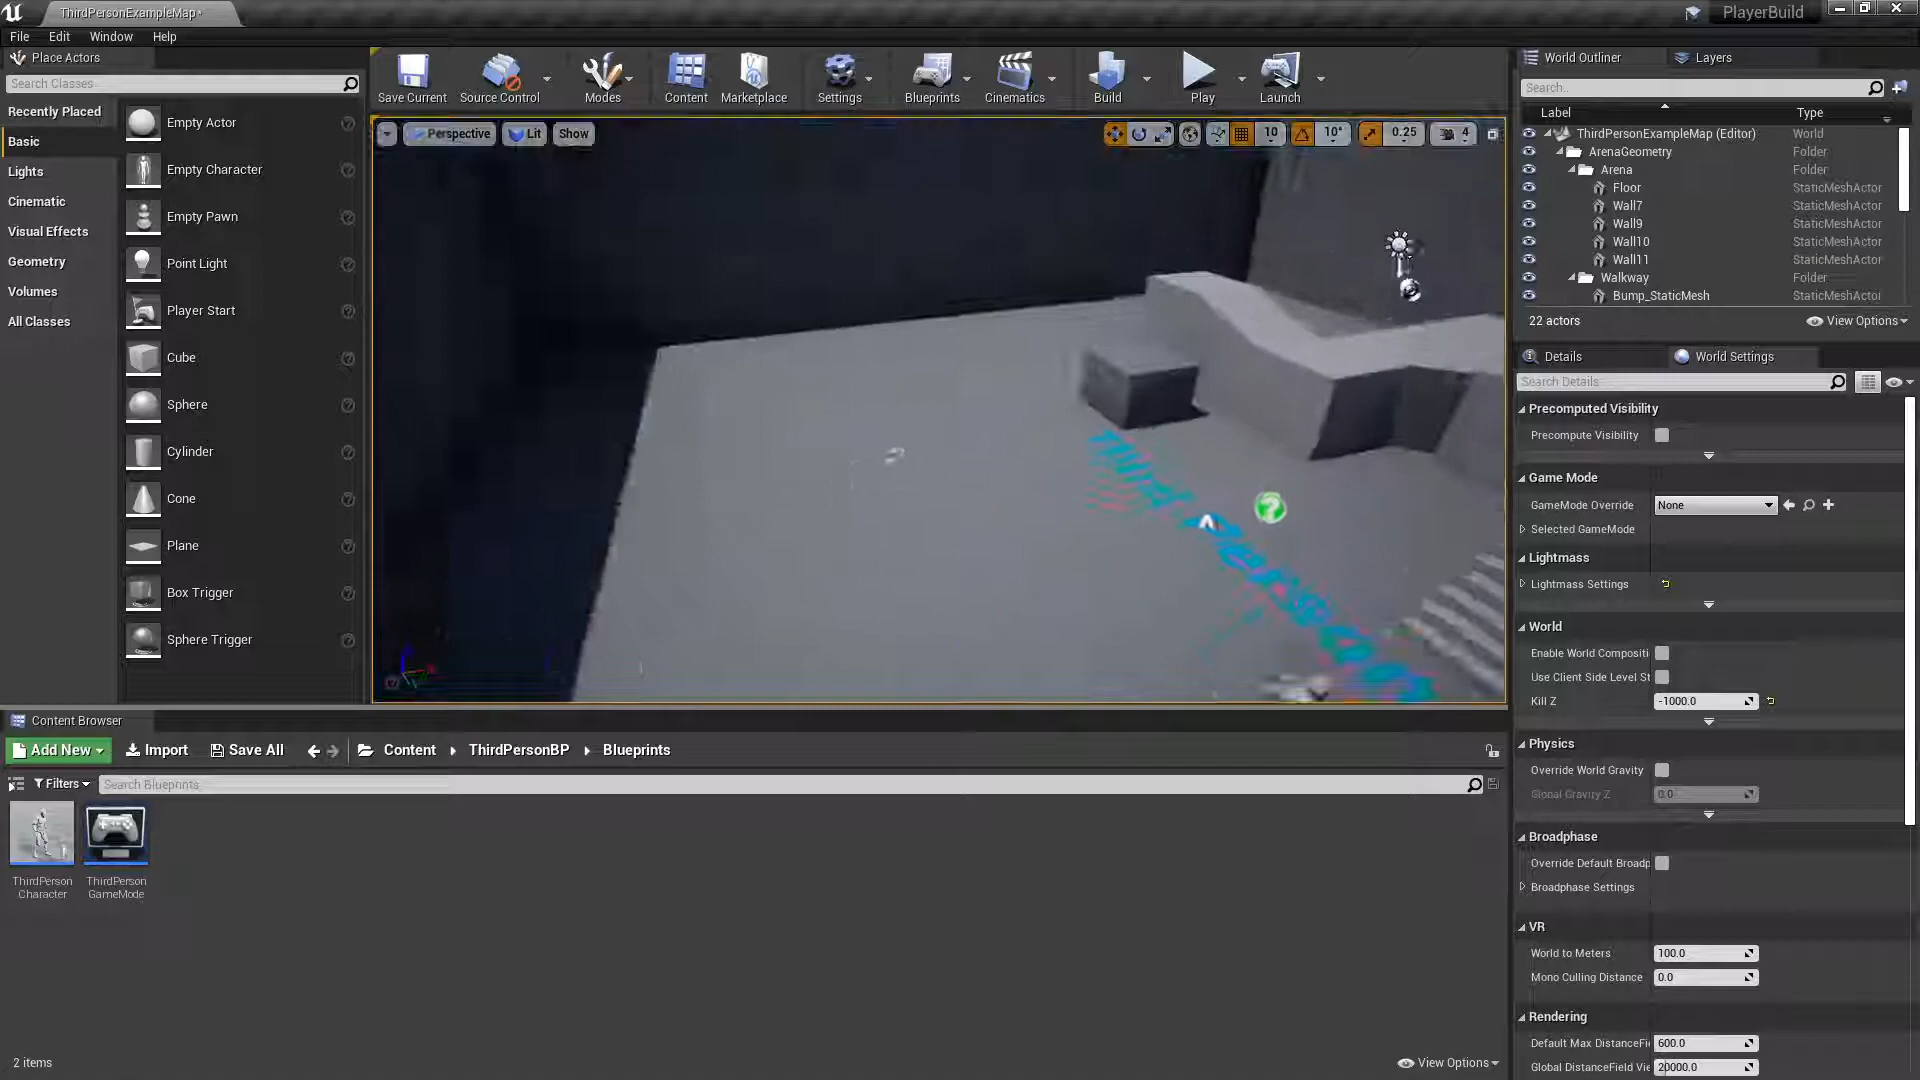 ThirdPersonExampleMap*
PlayerBuild
File Edit Window Help
Place Actors
Search Classes
Recently Placed
Basic
Lights
Cinematic
Visual Effects
Geometry
Volumes
All Classes
Empty Actor
Empty Character
Empty Pawn
Point Light
Player Start
Cube
Sphere
Cylinder
Cone
Plane
Box Trigger
Sphere Trigger
Save Current Source Control Modes Content Marketplace Settings Blueprints Cinematics Build Play Launch
Perspective Lit Show
10 10° 0.25 4
World Outliner Layers
Search..
Label Type
ThirdPersonExampleMap (Editor) World
ArenaGeometry Folder
Arena Folder
Floor StaticMeshActor
Wall7 StaticMeshActor
Wall9 StaticMeshActor
Wall10 StaticMeshActor
Wall11 StaticMeshActor
Walkway Folder
Bump_StaticMesh StaticMeshActor
22 actors
View Options
Details World Settings
Search Details
Precomputed Visibility
Precompute Visibility
Game Mode
GameMode Override None
Selected GameMode
Lightmass
Lightmass Settings
World
Enable World Compositi
Use Client Side Level St
Kill Z -1000.0
Physics
Override World Gravity
Global Gravity Z 0.0
Broadphase
Override Default Broadp
Broadphase Settings
VR
World to Meters 100.0
Mono Culling Distance 0.0
Rendering
Default Max DistanceFi 600.0
Global DistanceField Vie 20000.0
Content Browser
Add New Import Save All Content ThirdPersonBP Blueprints
Filters Search Blueprints
ThirdPerson
Character
ThirdPerson
GameMode
2 items
View Options